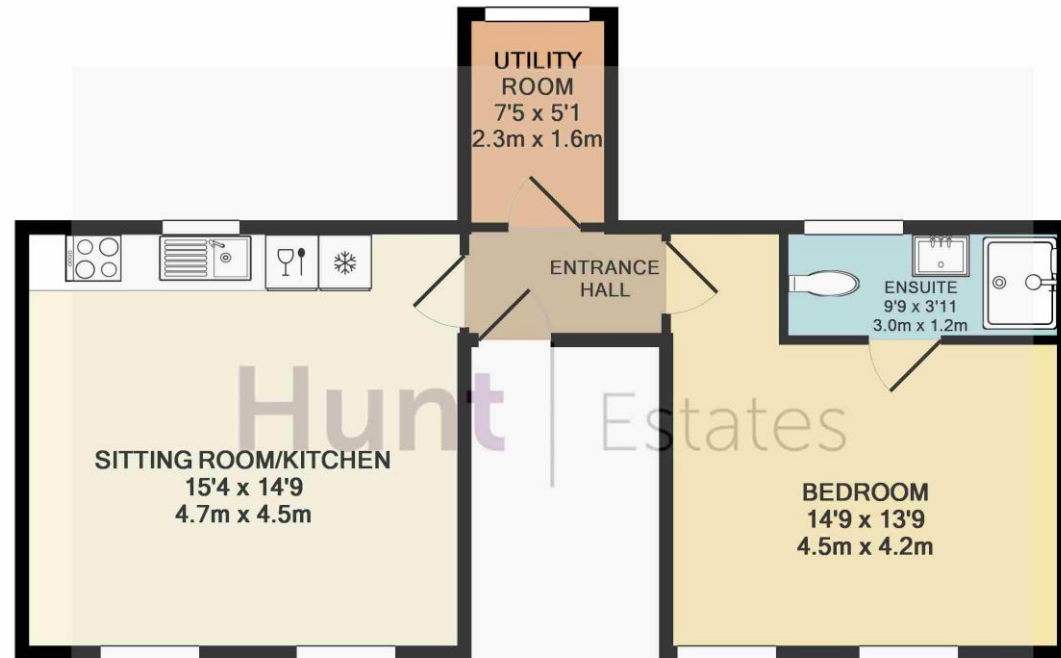 UTILITY
ROOM
7'5 x 5'1
2.3m x 1.6m
ENTRANCE
HALL
ENSUITE
9'9 x 3'11
3.0m x 1.2m
Hunt Estates
SITTING ROOM/KITCHEN
15'4 x 14'9
4.7m x 4.5m
BEDROOM
14'9 x 13'9
4.5m x 4.2m